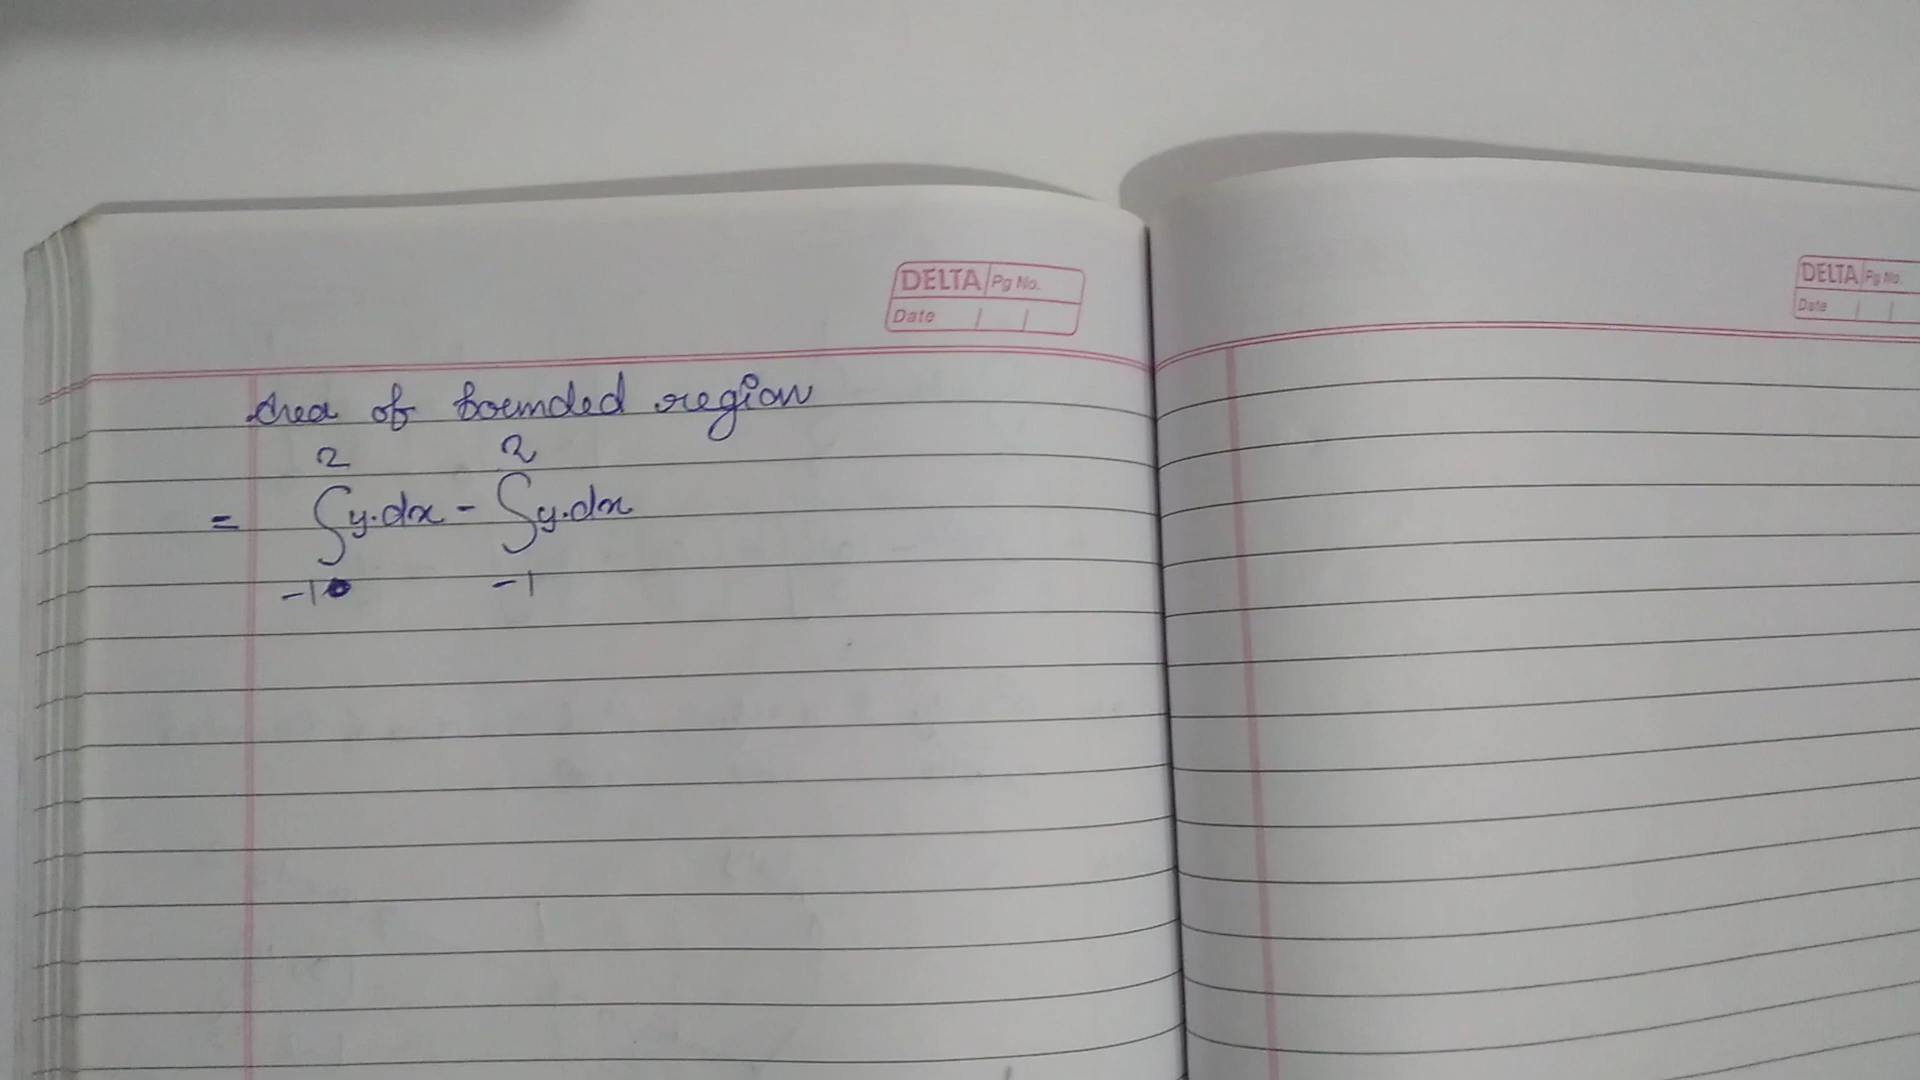 DELTA Pg No.
Date
DELTA Pg No.
Date
Area of bounded region
2 2
= ∫y.dx - ∫y.dx
-1 -1